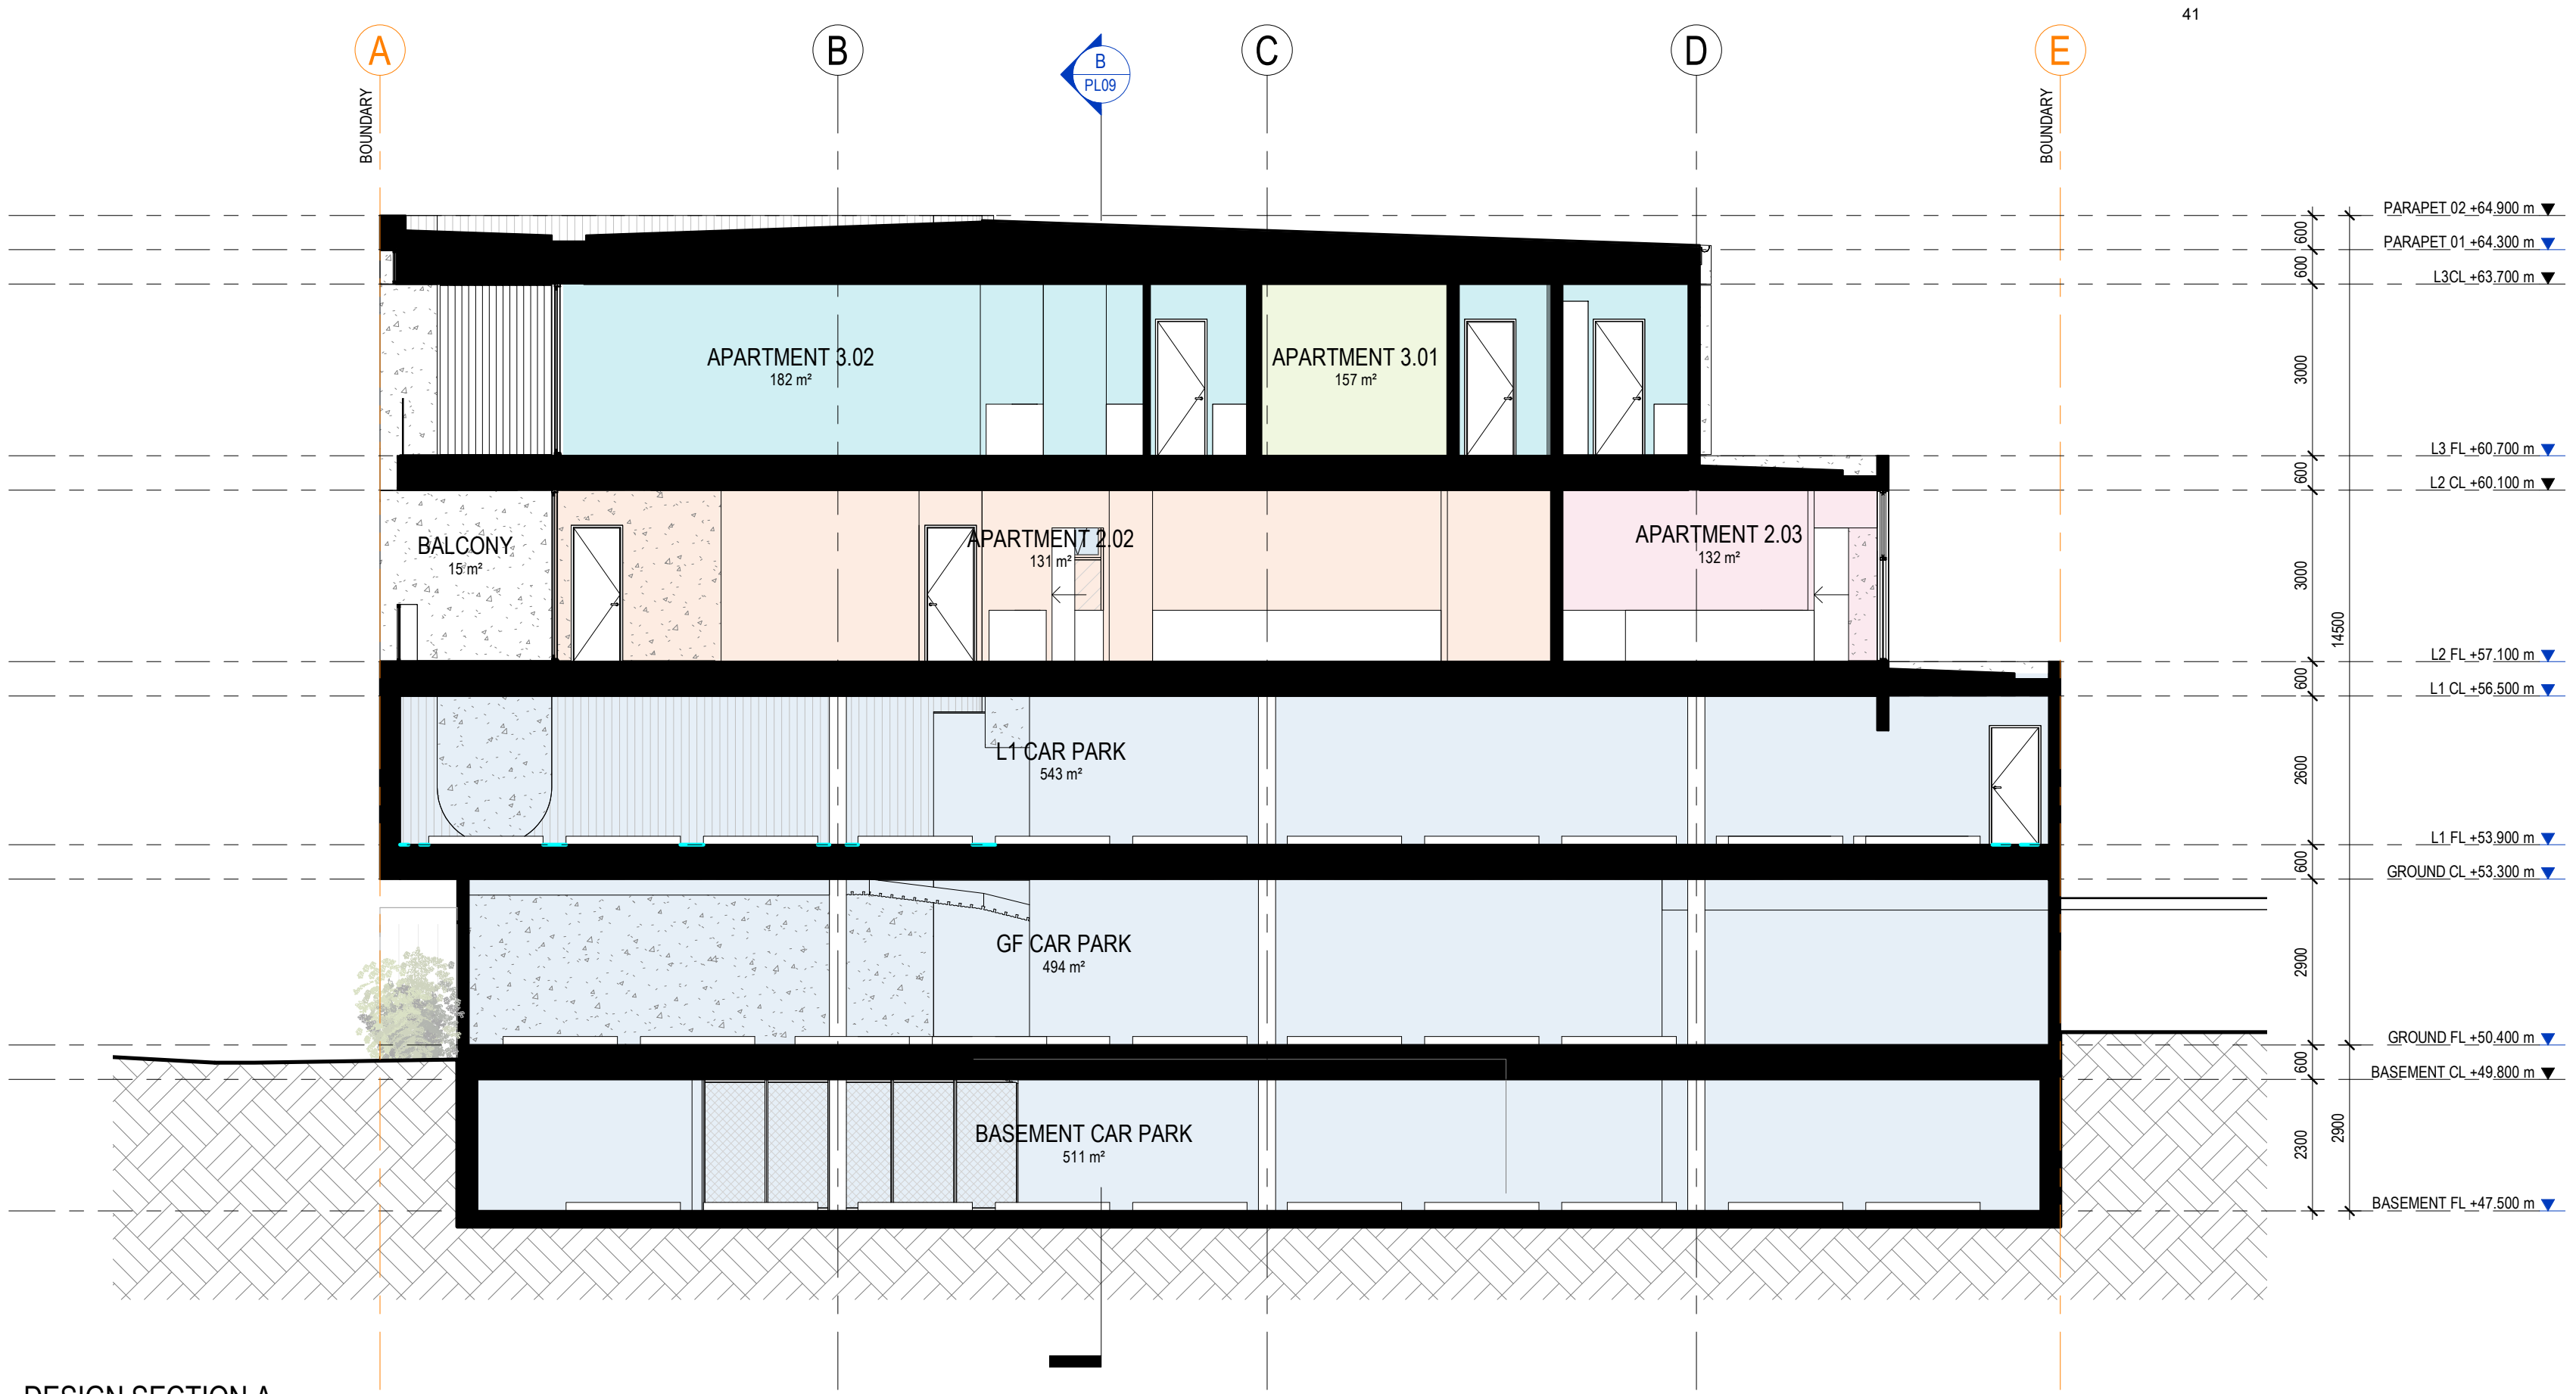 41
A
B
C
D
E
B
PL09
BOUNDARY
BOUNDARY
PARAPET 02 +64.900 m
600
PARAPET 01 +64.300 m
600
L3CL +63.700 m
APARTMENT 3.02
182 m²
APARTMENT 3.01
157 m²
3000
L3 FL +60.700 m
600
L2 CL +60.100 m
BALCONY
15 m²
APARTMENT 2.02
131 m²
APARTMENT 2.03
132 m²
3000
14500
L2 FL +57.100 m
600
L1 CL +56.500 m
L1 CAR PARK
543 m²
2600
L1 FL +53.900 m
600
GROUND CL +53.300 m
GF CAR PARK
494 m²
2900
GROUND FL +50.400 m
600
BASEMENT CL +49.800 m
BASEMENT CAR PARK
511 m²
2300
2900
BASEMENT FL +47.500 m
DESIGN SECTION A